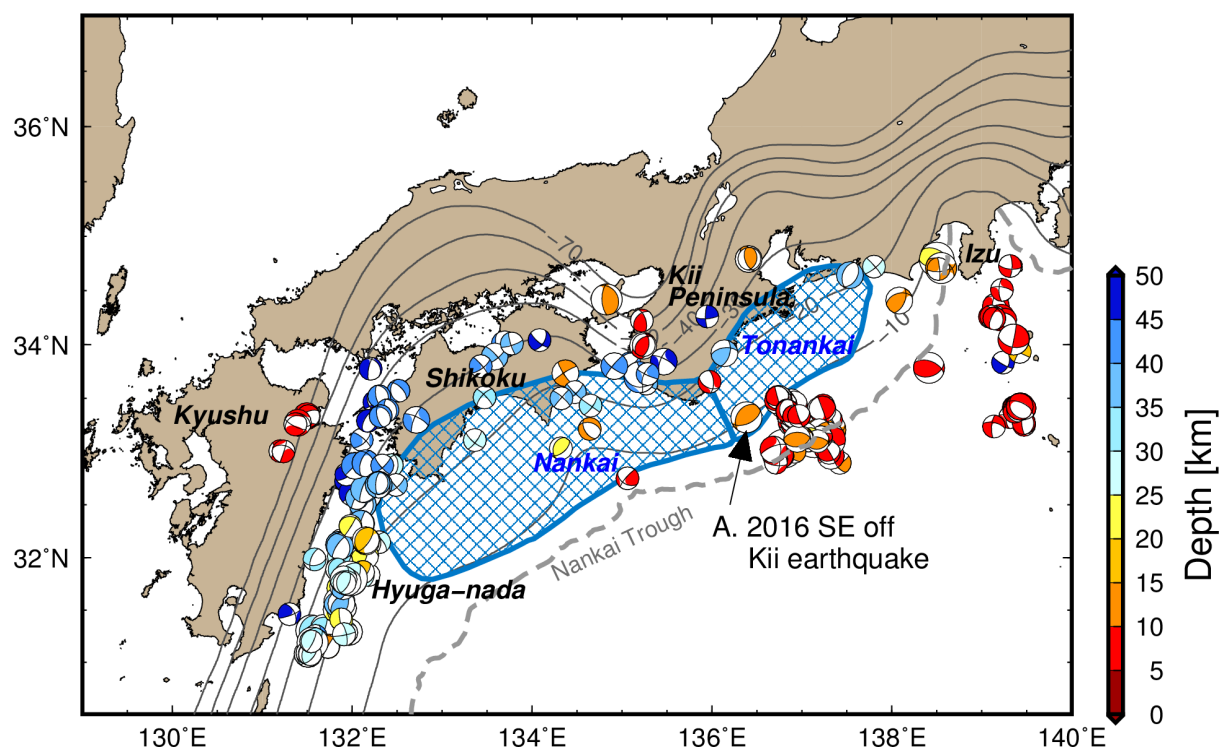 36°N
34°N
32°N
130°E
132°E
134°E
136°E
138°E
140°E
Kyushu
Shikoku
Kii
Peninsula
Izu
Tonankai
Nankai
Hyuga−nada
Nankai Trough
A. 2016 SE off
Kii earthquake
−70
−40
−20
−10
Depth [km]
50
45
40
35
30
25
20
15
10
5
0